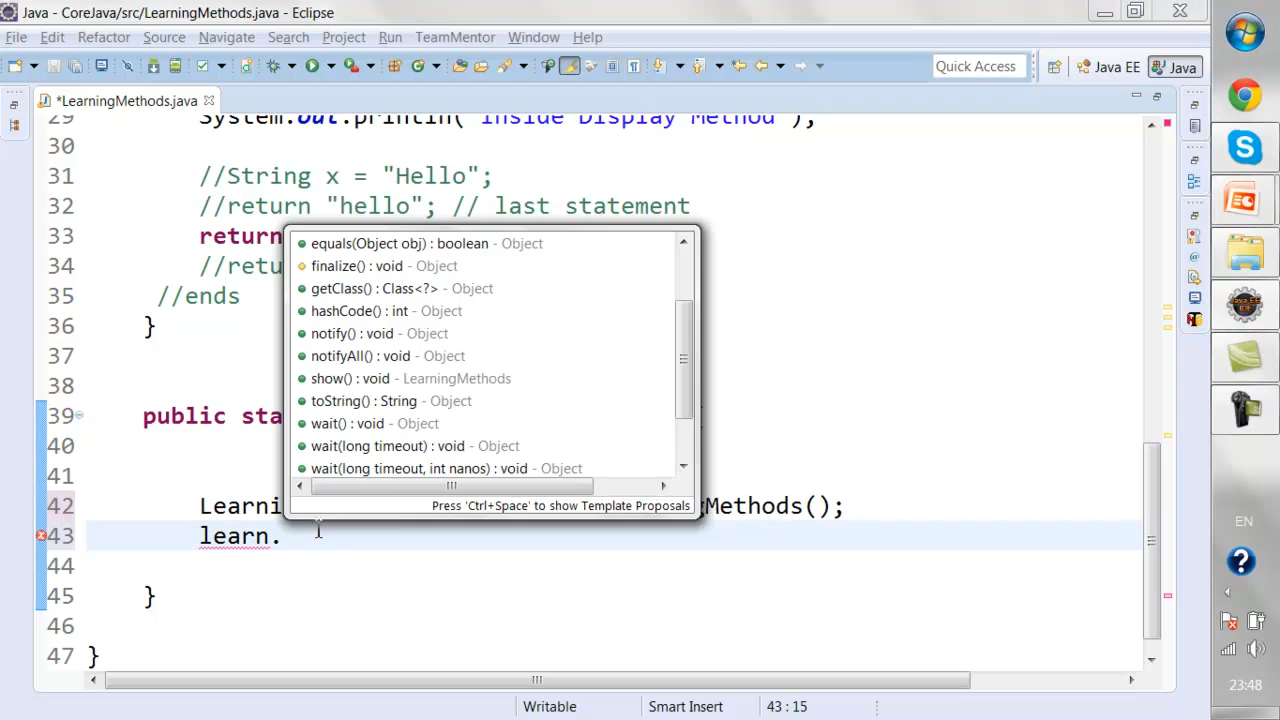 Java - CoreJava/src/LearningMethods.java - Eclipse
File Edit Refactor Source Navigate Search Project Run TeamMentor Window Help
Quick Access
Java EE
Java
*LearningMethods.java
29 System.out.println("Inside Display Method");
30
31 //String x = "Hello";
32 //return "hello"; // last statement
33 return
34 //retu
35 //ends
36 }
37
38
39 public sta
40
41
42 Learni gMethods();
43 learn.
44
45 }
46
47 }
equals(Object obj) : boolean - Object
finalize() : void - Object
getClass() : Class<?> - Object
hashCode() : int - Object
notify() : void - Object
notifyAll() : void - Object
show() : void - LearningMethods
toString() : String - Object
wait() : void - Object
wait(long timeout) : void - Object
wait(long timeout, int nanos) : void - Object
Press 'Ctrl+Space' to show Template Proposals
Writable
Smart Insert
43 : 15
Java EE
IDE
EN
23:48